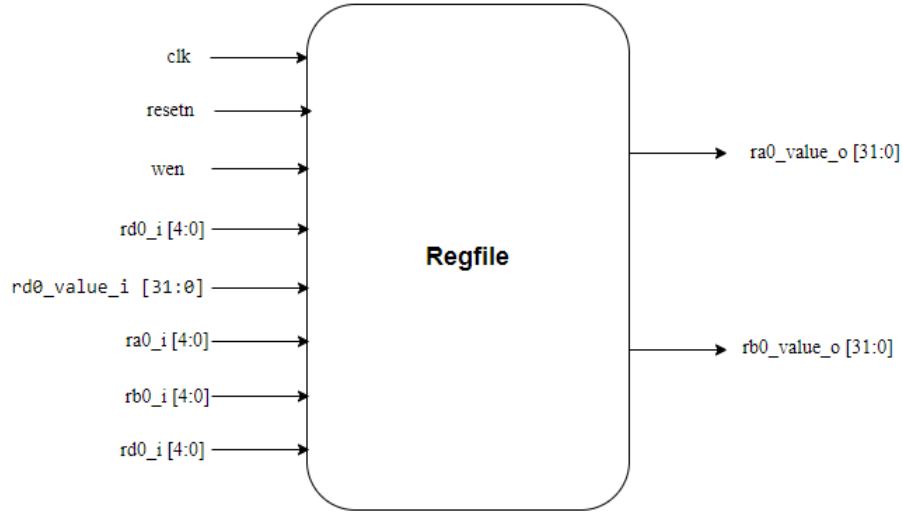 clk
resetn
wen
rd0_i [4:0]
rd0_value_i [31:0]
ra0_i [4:0]
rb0_i [4:0]
rd0_i [4:0]
Regfile
ra0_value_o [31:0]
rb0_value_o [31:0]